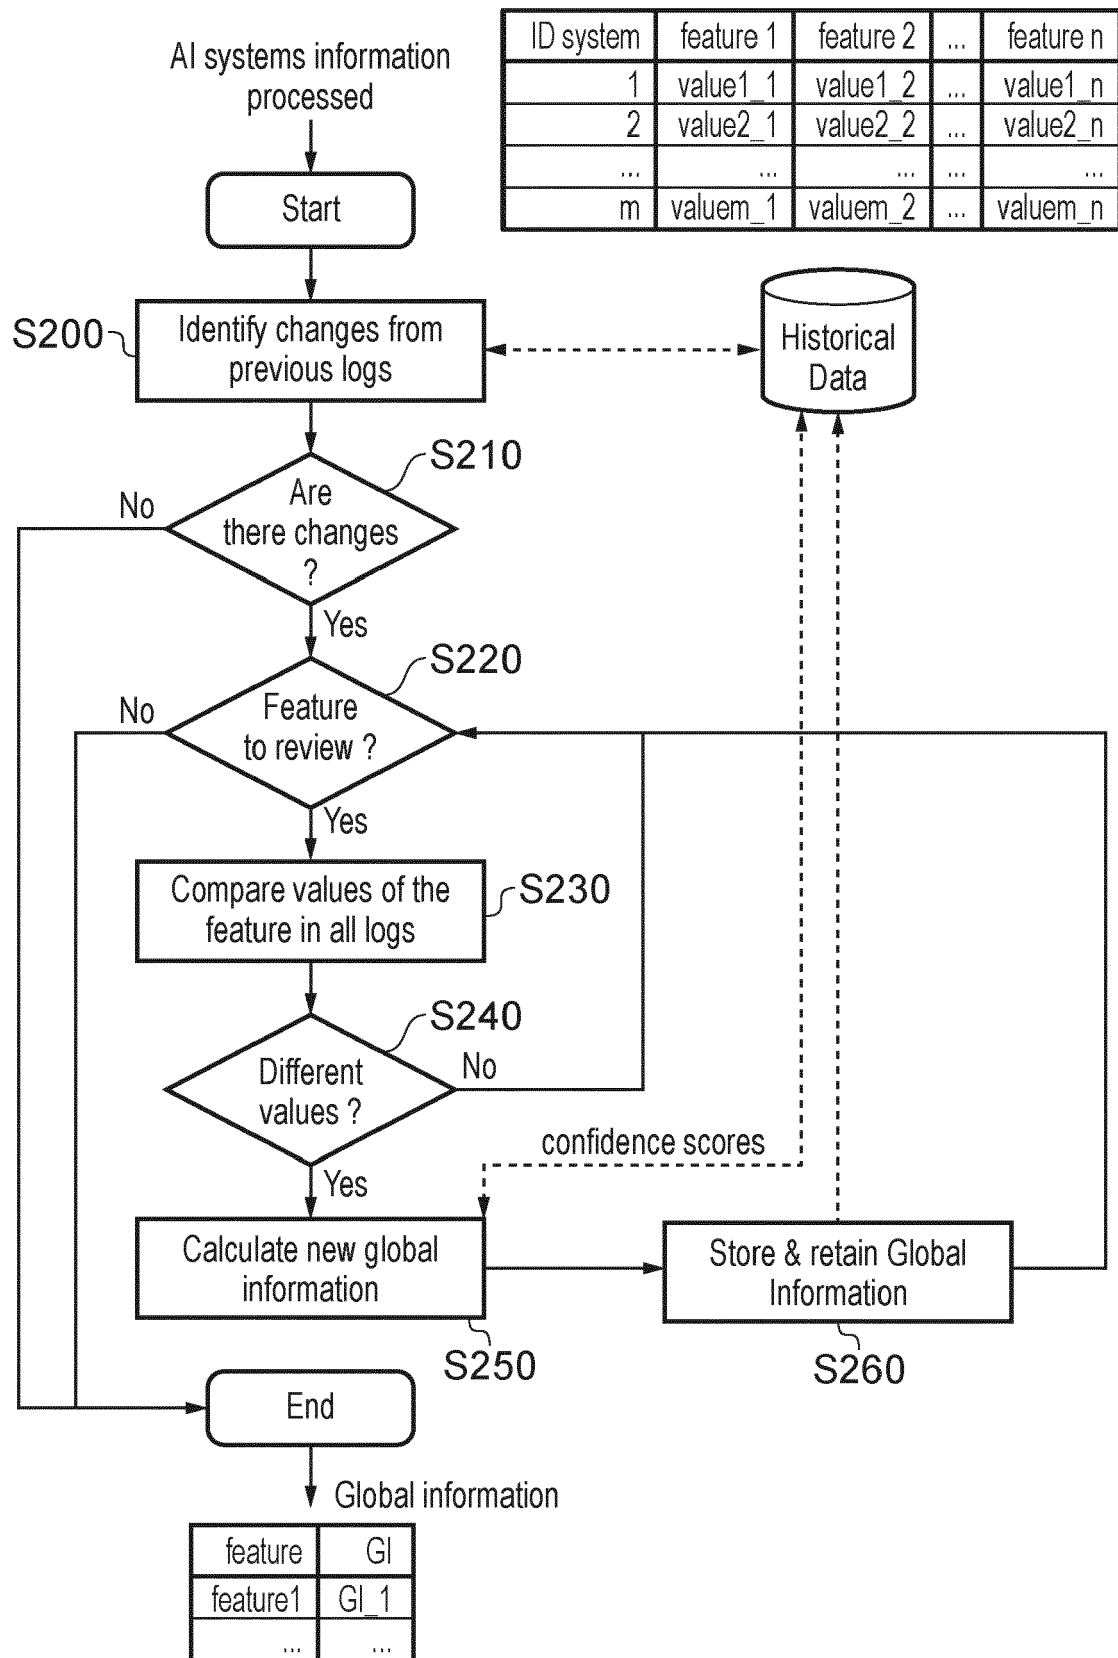 AI systems information
processed
ID system feature 1 feature 2 ... feature n
1 value1_1 value1_2 ... value1_n
2 value2_1 value2_2 ... value2_n
... ... ... ... ...
m valuem_1 valuem_2 ... valuem_n
Start
S200
Identify changes from
previous logs
Historical
Data
S210
No
Are
there changes
?
Yes
S220
No
Feature
to review ?
Yes
Compare values of the
feature in all logs
S230
S240
Different
values ?
No
confidence scores
Yes
Calculate new global
information
S250
Store & retain Global
Information
S260
End
Global information
feature GI
feature1 GI_1
... ...